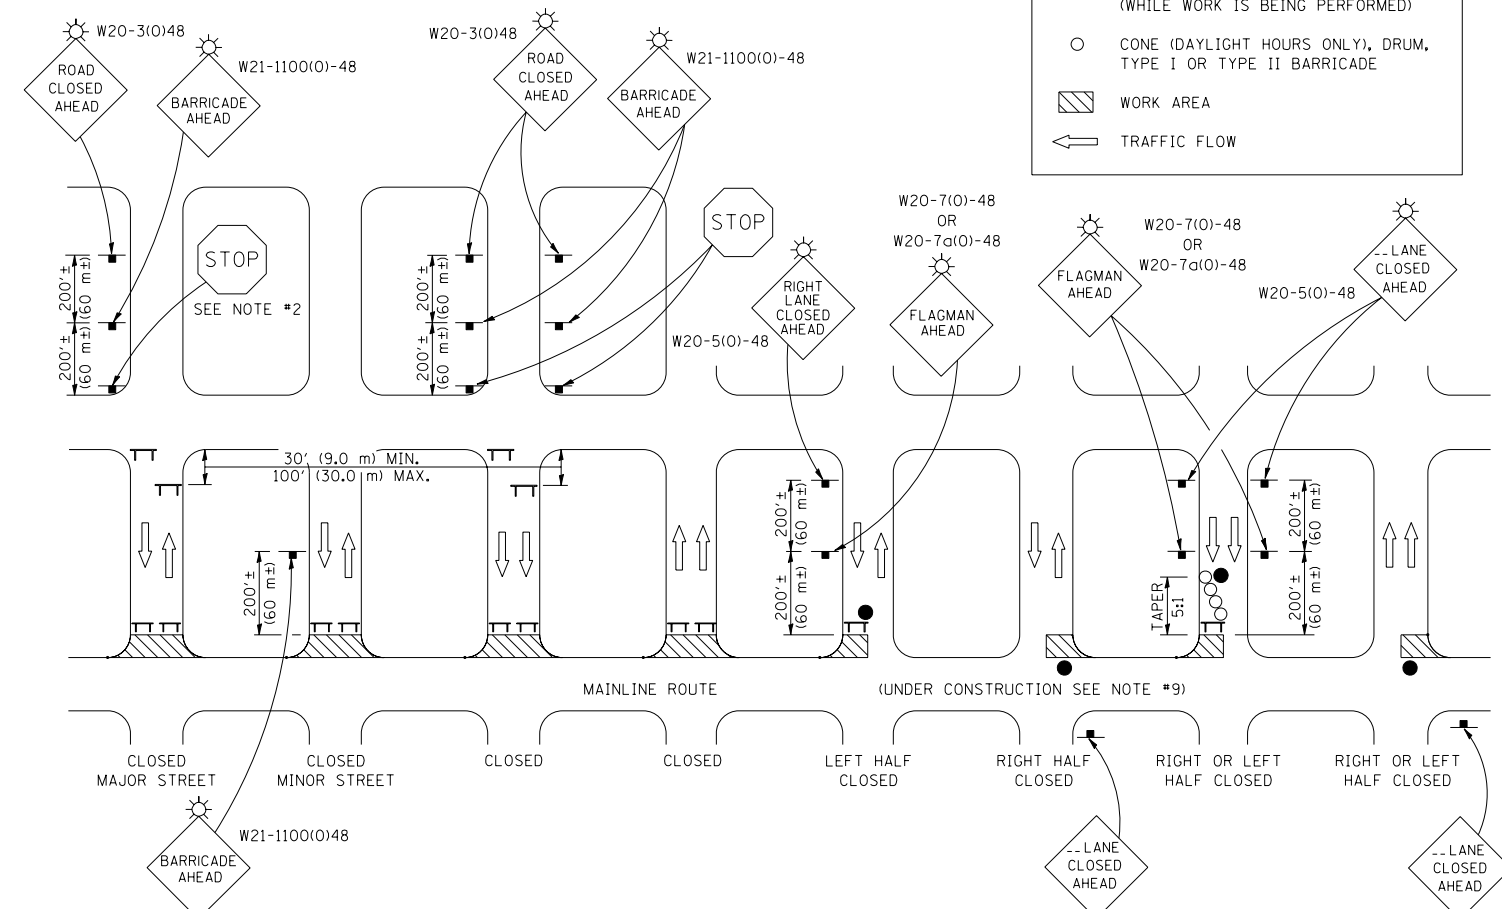 (WHILE WORK IS BEING PERFORMED)
CONE (DAYLIGHT HOURS ONLY), DRUM,
TYPE I OR TYPE II BARRICADE
WORK AREA
TRAFFIC FLOW
W20-3(O)48
ROAD
CLOSED
AHEAD
W21-1100(O)-48
BARRICADE
AHEAD
W20-3(O)48
ROAD
CLOSED
AHEAD
W21-1100(O)-48
BARRICADE
AHEAD
STOP
SEE NOTE #2
STOP
W20-5(O)-48
RIGHT
LANE
CLOSED
AHEAD
W20-7(O)-48
OR
W20-7a(O)-48
FLAGMAN
AHEAD
FLAGMAN
AHEAD
W20-7(O)-48
OR
W20-7a(O)-48
W20-5(O)-48
__LANE
CLOSED
AHEAD
200'±
(60 m±)
200'±
(60 m±)
200'±
(60 m±)
200'±
(60 m±)
30' (9.0 m) MIN.
100' (30.0 m) MAX.
200'±
(60 m±)
200'±
(60 m±)
200'±
(60 m±)
TAPER
5:1
200'±
(60 m±)
200'±
(60 m±)
MAINLINE ROUTE
(UNDER CONSTRUCTION SEE NOTE #9)
CLOSED
MAJOR STREET
CLOSED
MINOR STREET
CLOSED
CLOSED
LEFT HALF
CLOSED
RIGHT HALF
CLOSED
RIGHT OR LEFT
HALF CLOSED
RIGHT OR LEFT
HALF CLOSED
W21-1100(O)48
BARRICADE
AHEAD
__LANE
CLOSED
AHEAD
__LANE
CLOSED
AHEAD